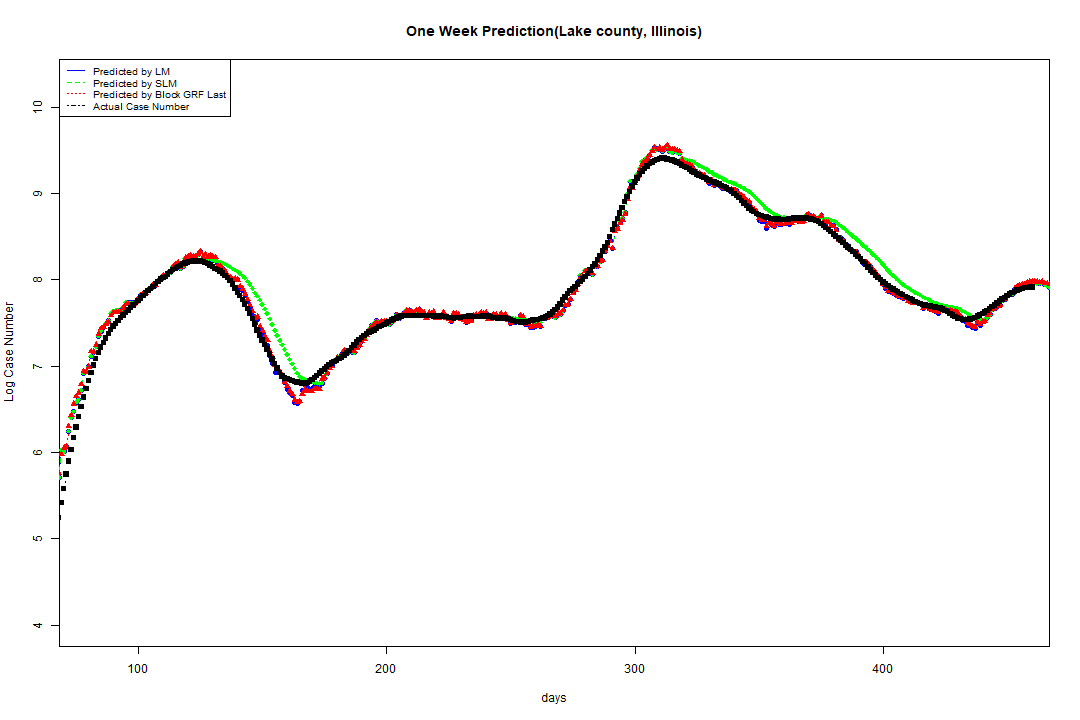 One Week Prediction(Lake county, Illinois)
Predicted by LM
Predicted by SLM
Predicted by Block GRF Last
Actual Case Number
10
9
8
7
6
5
4
Log Case Number
100 200 300 400
days